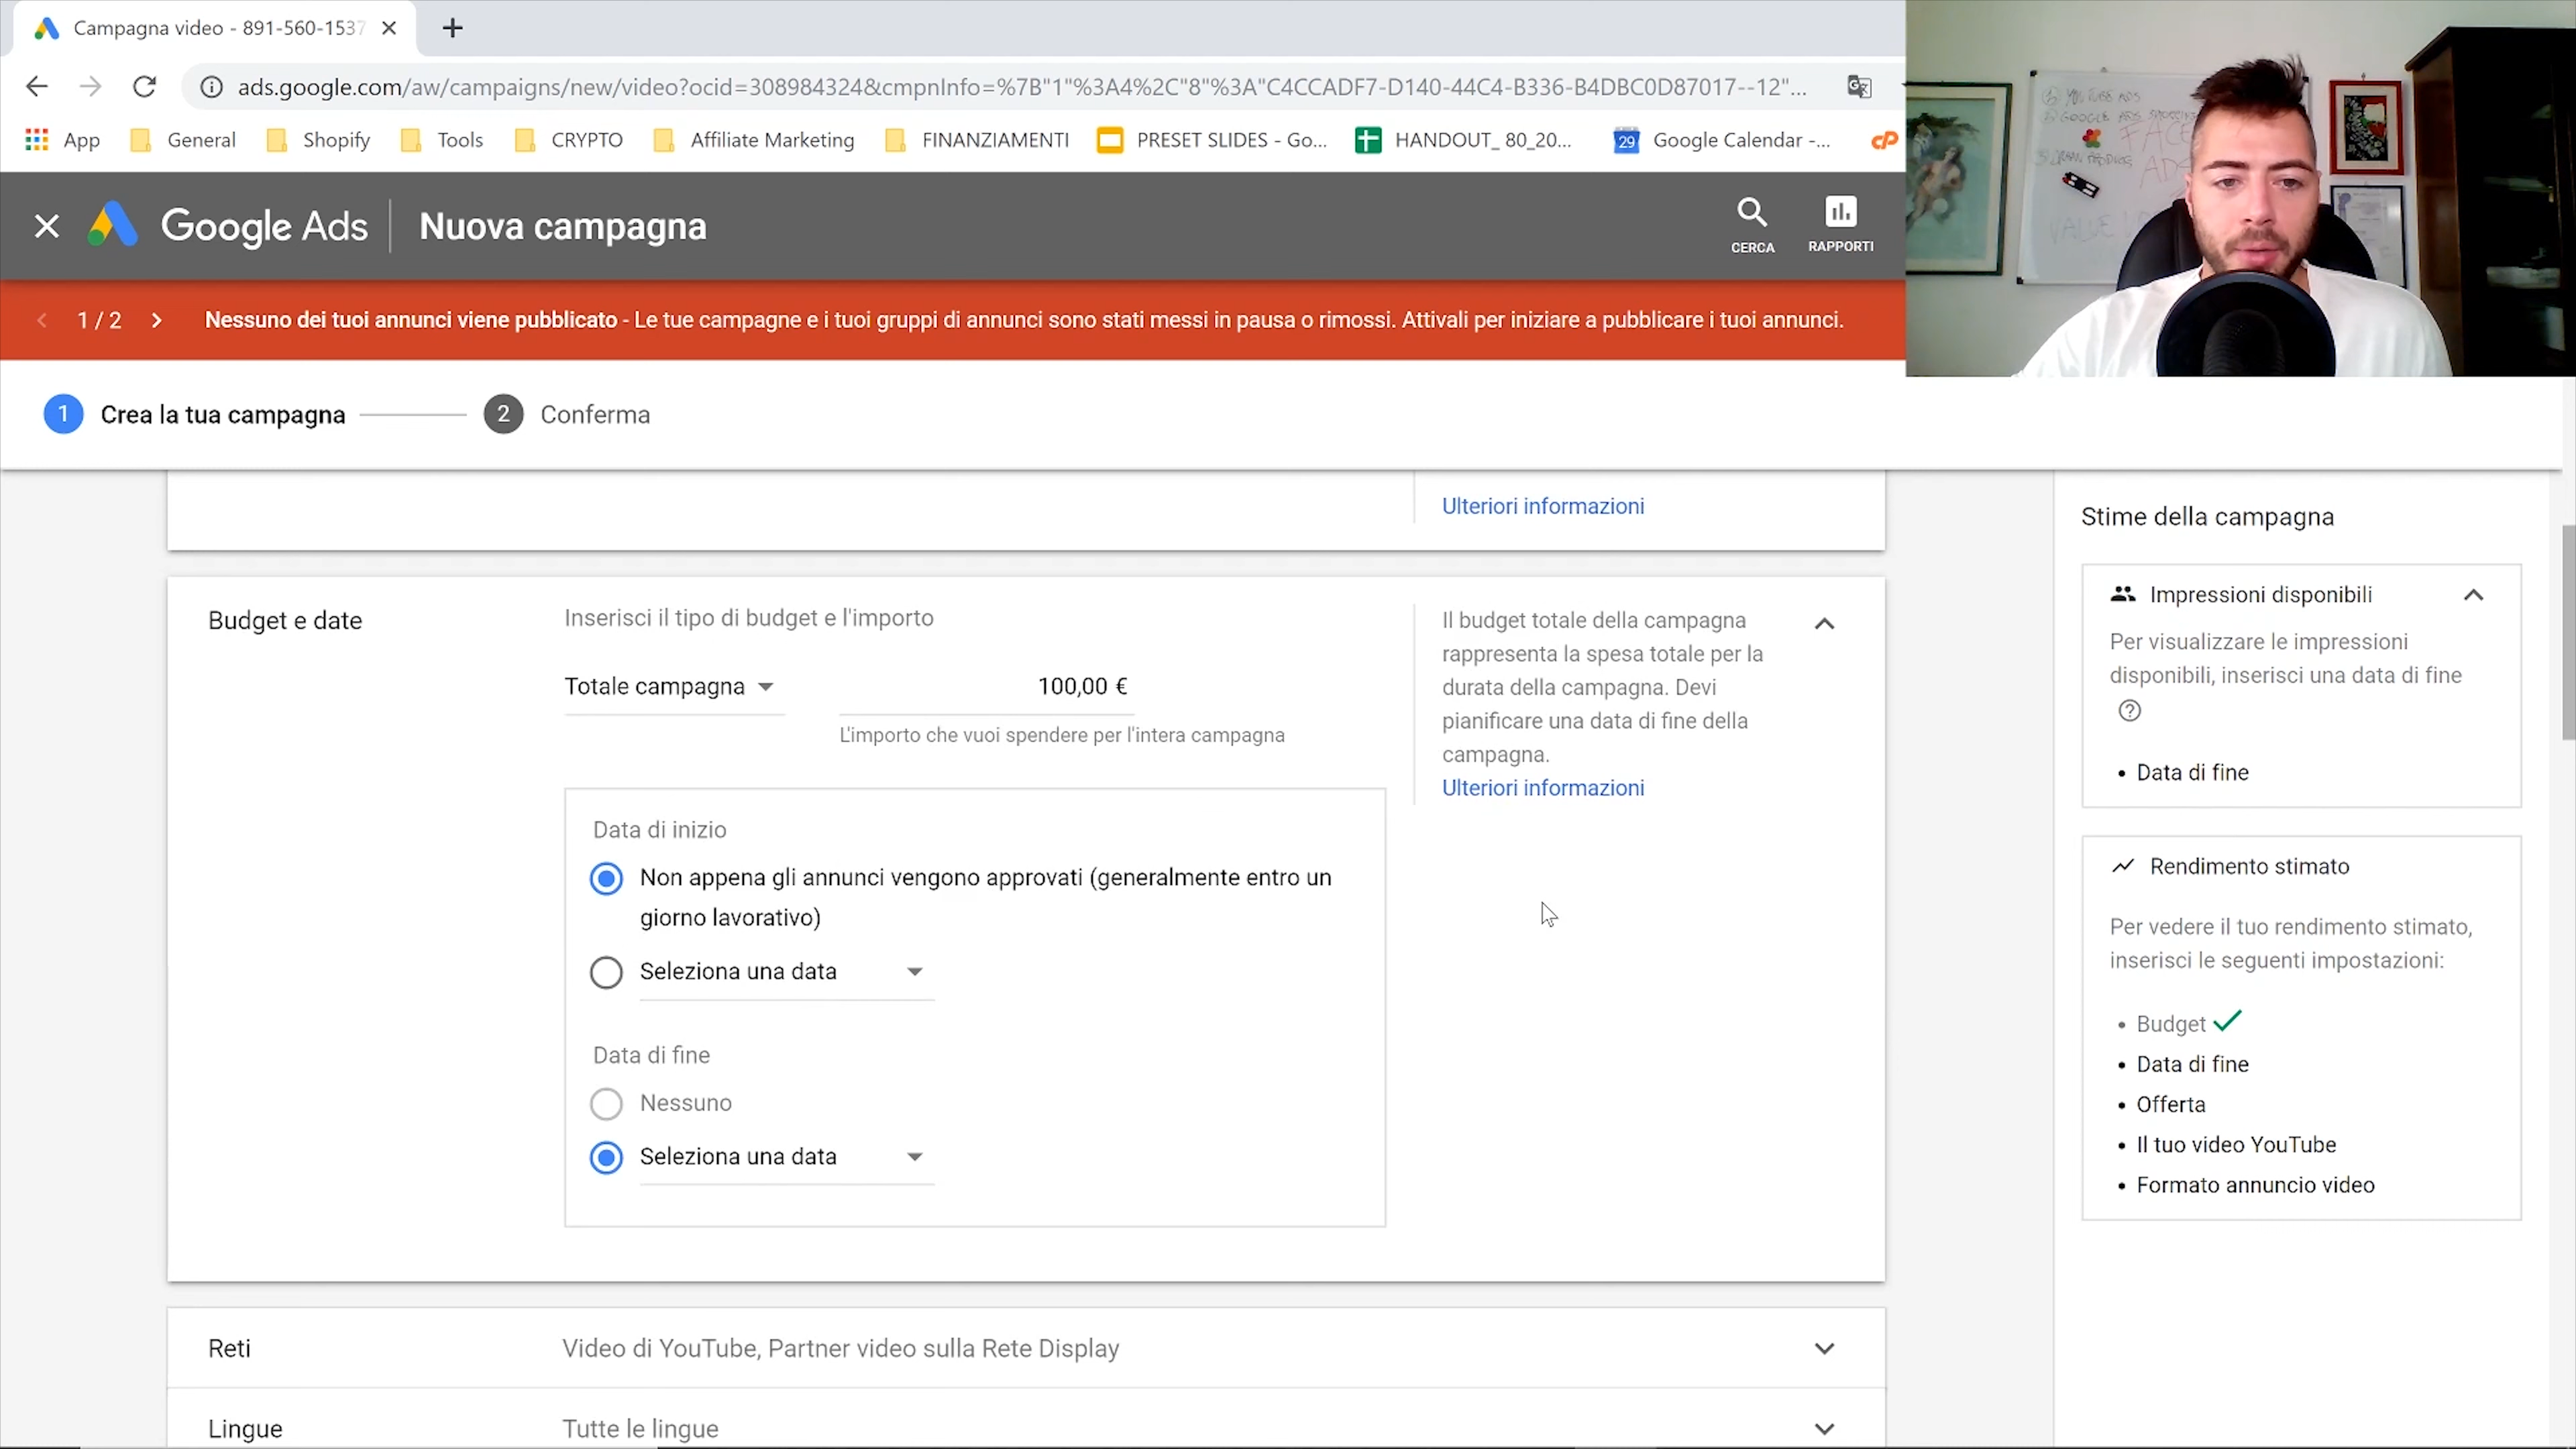 Campagna video - 891-560-1537
ads.google.com/aw/campaigns/new/video?ocid=308984324&cmpnInfo=%7B"1"%3A4%2C"8"%3A"C4CCADF7-D140-44C4-B336-B4DBC0D87017--12"...
App
General
Shopify
Tools
CRYPTO
Affiliate Marketing
FINANZIAMENTI
PRESET SLIDES - Go...
HANDOUT_ 80_20...
29
Google Calendar -...
Google Ads
Nuova campagna
CERCA
RAPPORTI
1 / 2
Nessuno dei tuoi annunci viene pubblicato - Le tue campagne e i tuoi gruppi di annunci sono stati messi in pausa o rimossi. Attivali per iniziare a pubblicare i tuoi annunci.
1 Crea la tua campagna
2 Conferma
Ulteriori informazioni
Budget e date
Inserisci il tipo di budget e l'importo
Totale campagna
100,00 €
L'importo che vuoi spendere per l'intera campagna
Data di inizio
Non appena gli annunci vengono approvati (generalmente entro un
giorno lavorativo)
Seleziona una data
Data di fine
Nessuno
Seleziona una data
Il budget totale della campagna
rappresenta la spesa totale per la
durata della campagna. Devi
pianificare una data di fine della
campagna.
Ulteriori informazioni
Reti
Video di YouTube, Partner video sulla Rete Display
Lingue
Tutte le lingue
Stime della campagna
Impressioni disponibili
Per visualizzare le impressioni
disponibili, inserisci una data di fine
• Data di fine
Rendimento stimato
Per vedere il tuo rendimento stimato,
inserisci le seguenti impostazioni:
• Budget
• Data di fine
• Offerta
• Il tuo video YouTube
• Formato annuncio video
YOUTUBE ADS
GOOGLE ADS
VALUE